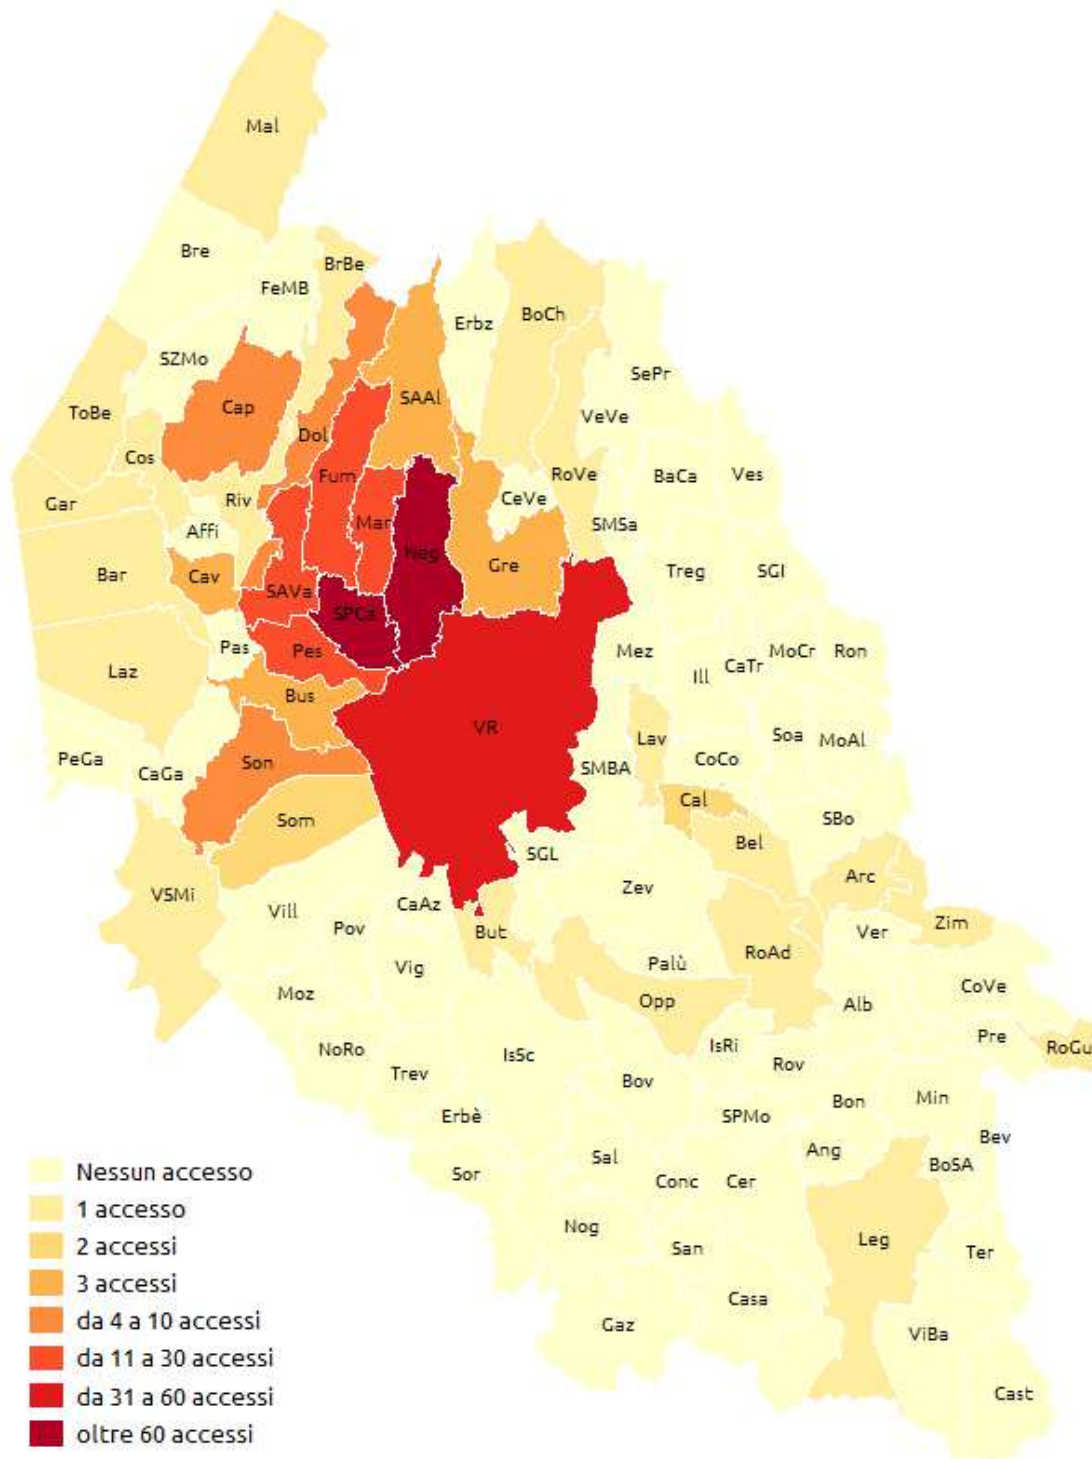 Mal
Bre
BrBe
FeMB
BoCh
Erbz
SZMo
SePr
SAAl
Cap
ToBe
VeVe
Dol
Cos
Fum
RoVe
BaCa
Ves
Riv
CeVe
Gar
Mar
SMSa
Affi
Neg
Gre
Treg
SGI
Bar
Cav
SAVa
SPCa
Pas
Pes
Mez
MoCr
Ron
CaTr
Laz
Ill
Bus
VR
Lav
Soa
MoAl
PeGa
Son
CoCo
CaGa
SMBA
Cal
Som
SBo
Bel
SGL
Arc
Zev
VSMi
CaAz
Vill
Zim
Pov
But
Ver
RoAd
Vig
Palù
CoVe
Moz
Opp
Alb
Pre
NoRo
IsRi
RoGu
IsSc
Rov
Trev
Bov
Min
Bon
Erbè
SPMo
Bev
Ang
Sal
BoSA
Sor
Conc
Cer
Nog
Leg
San
Ter
Casa
Gaz
ViBa
Cast
Nessun accesso
1 accesso
2 accessi
3 accessi
da 4 a 10 accessi
da 11 a 30 accessi
da 31 a 60 accessi
oltre 60 accessi